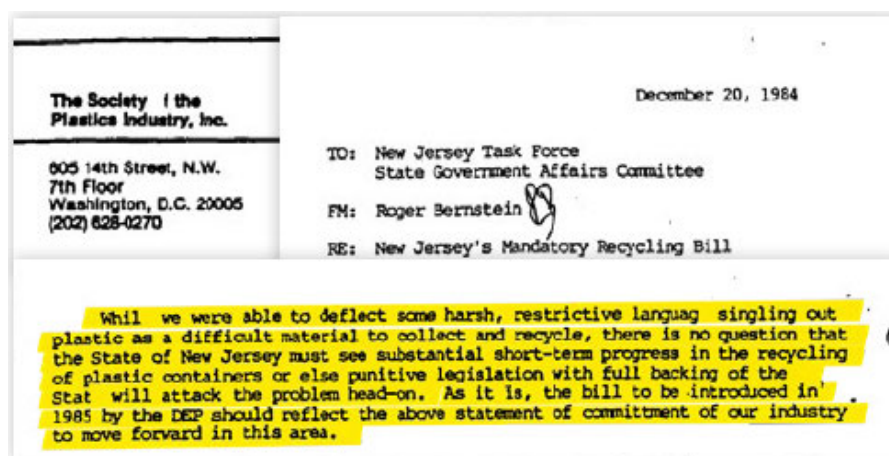 The Society f the
Plastics Industry, Inc.
605 14th Street, N.W.
7th Floor
Washington, D.C. 20005
(202) 628-0270
December 20, 1984
TO: New Jersey Task Force
State Government Affairs Committee
FM: Roger Bernstein
RE: New Jersey's Mandatory Recycling Bill
Whil we were able to deflect some harsh, restrictive languag singling out
plastic as a difficult material to collect and recycle, there is no question that
the State of New Jersey must see substantial short-term progress in the recycling
of plastic containers or else punitive legislation with full backing of the
Stat will attack the problem head-on. As it is, the bill to be introduced in
1985 by the DEP should reflect the above statement of committment of our industry
to move forward in this area.